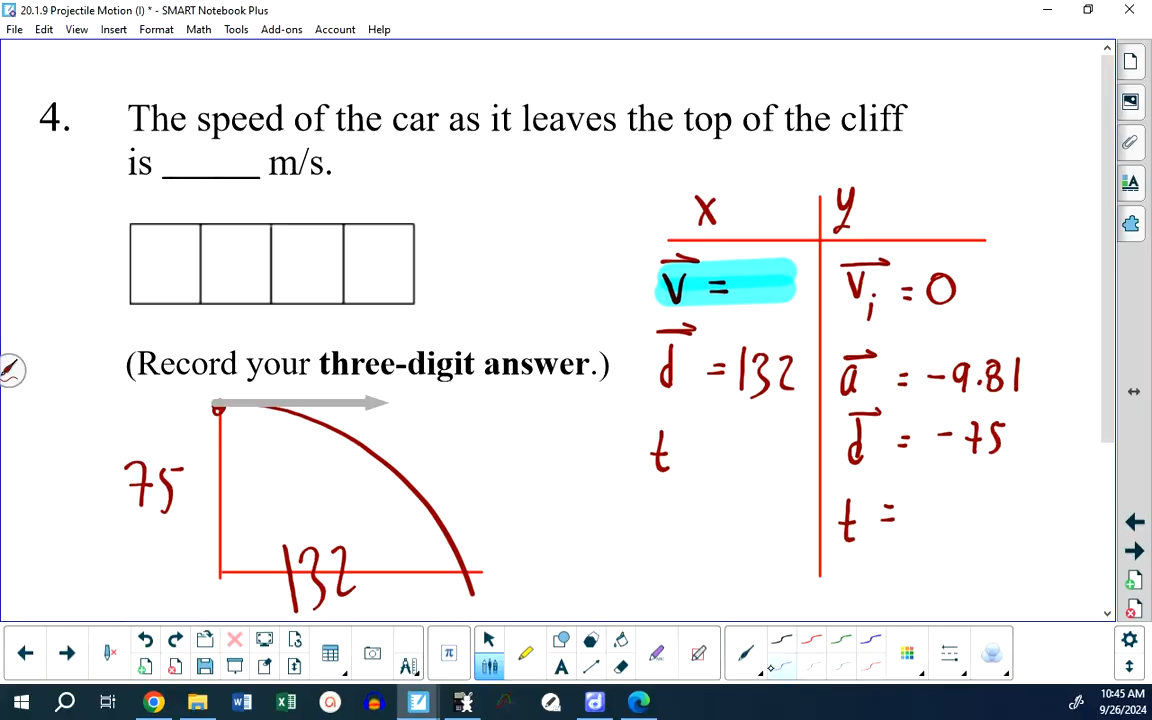 20.1.9 Projectile Motion (I) * - SMART Notebook Plus
File Edit View Insert Format Math Tools Add-ons Account Help
4. The speed of the car as it leaves the top of the cliff
is ______ m/s.
(Record your three-digit answer.)
75
132
x y
v = vi = 0
d = 132 a = -9.81
d = -75
t
t =
π
A
A
10:45 AM
9/26/2024